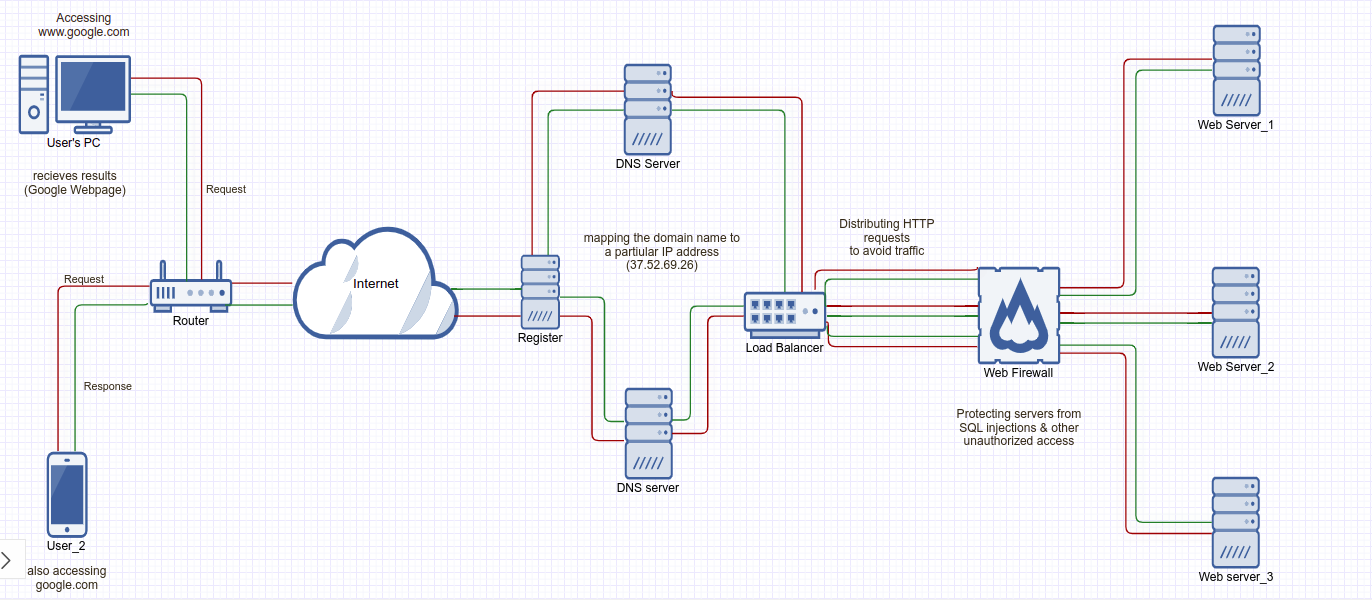 Accessing
www.google.com
User's PC
recieves results
(Google Webpage)
Request
Request
Router
Response
User_2
also accessing
google.com
Internet
DNS Server
mapping the domain name to
a partiular IP address
(37.52.69.26)
Register
DNS server
Load Balancer
Distributing HTTP
requests
to avoid traffic
Web Firewall
Protecting servers from
SQL injections & other
unauthorized access
Web Server_1
Web Server_2
Web server_3